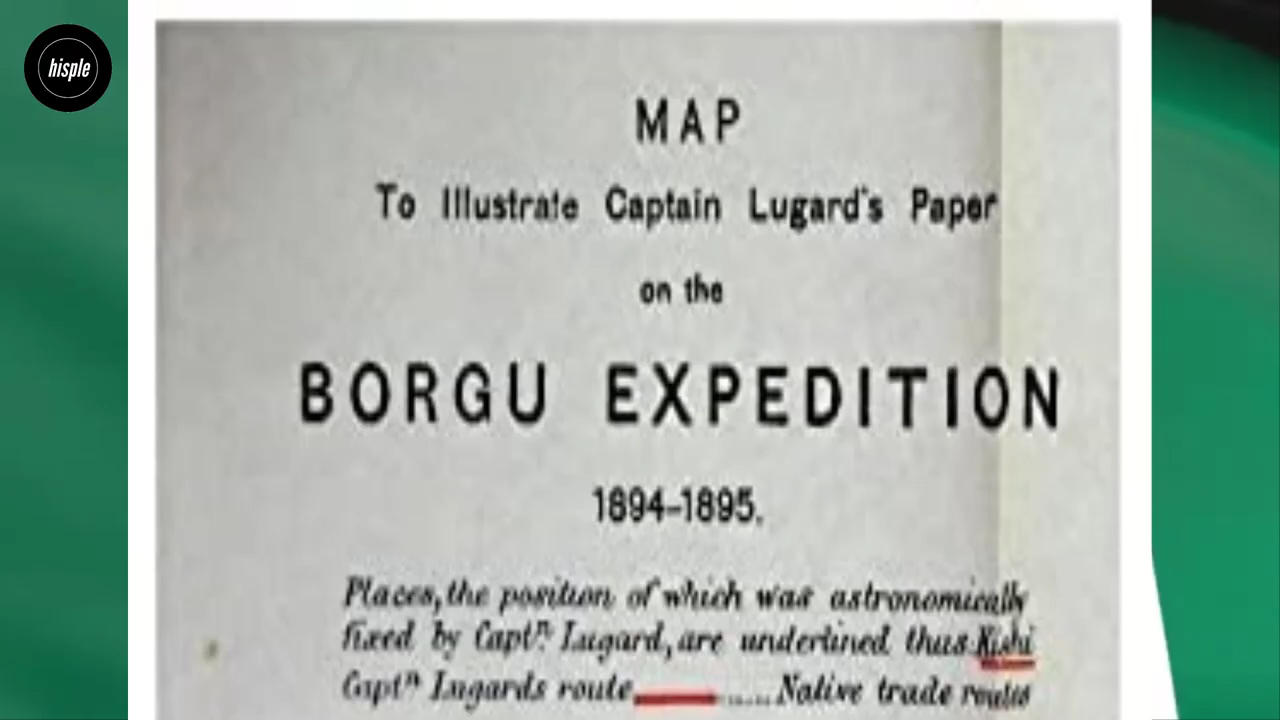 hisple
MAP
To Illustrate Captain Lugard's Paper
on the
BORGU EXPEDITION
1894–1895.
Places, the position of which was astronomically
fixed by Captⁿ. Lugard, are underlined thus Kishi
Captⁿ Lugards route ...... Native trade routes